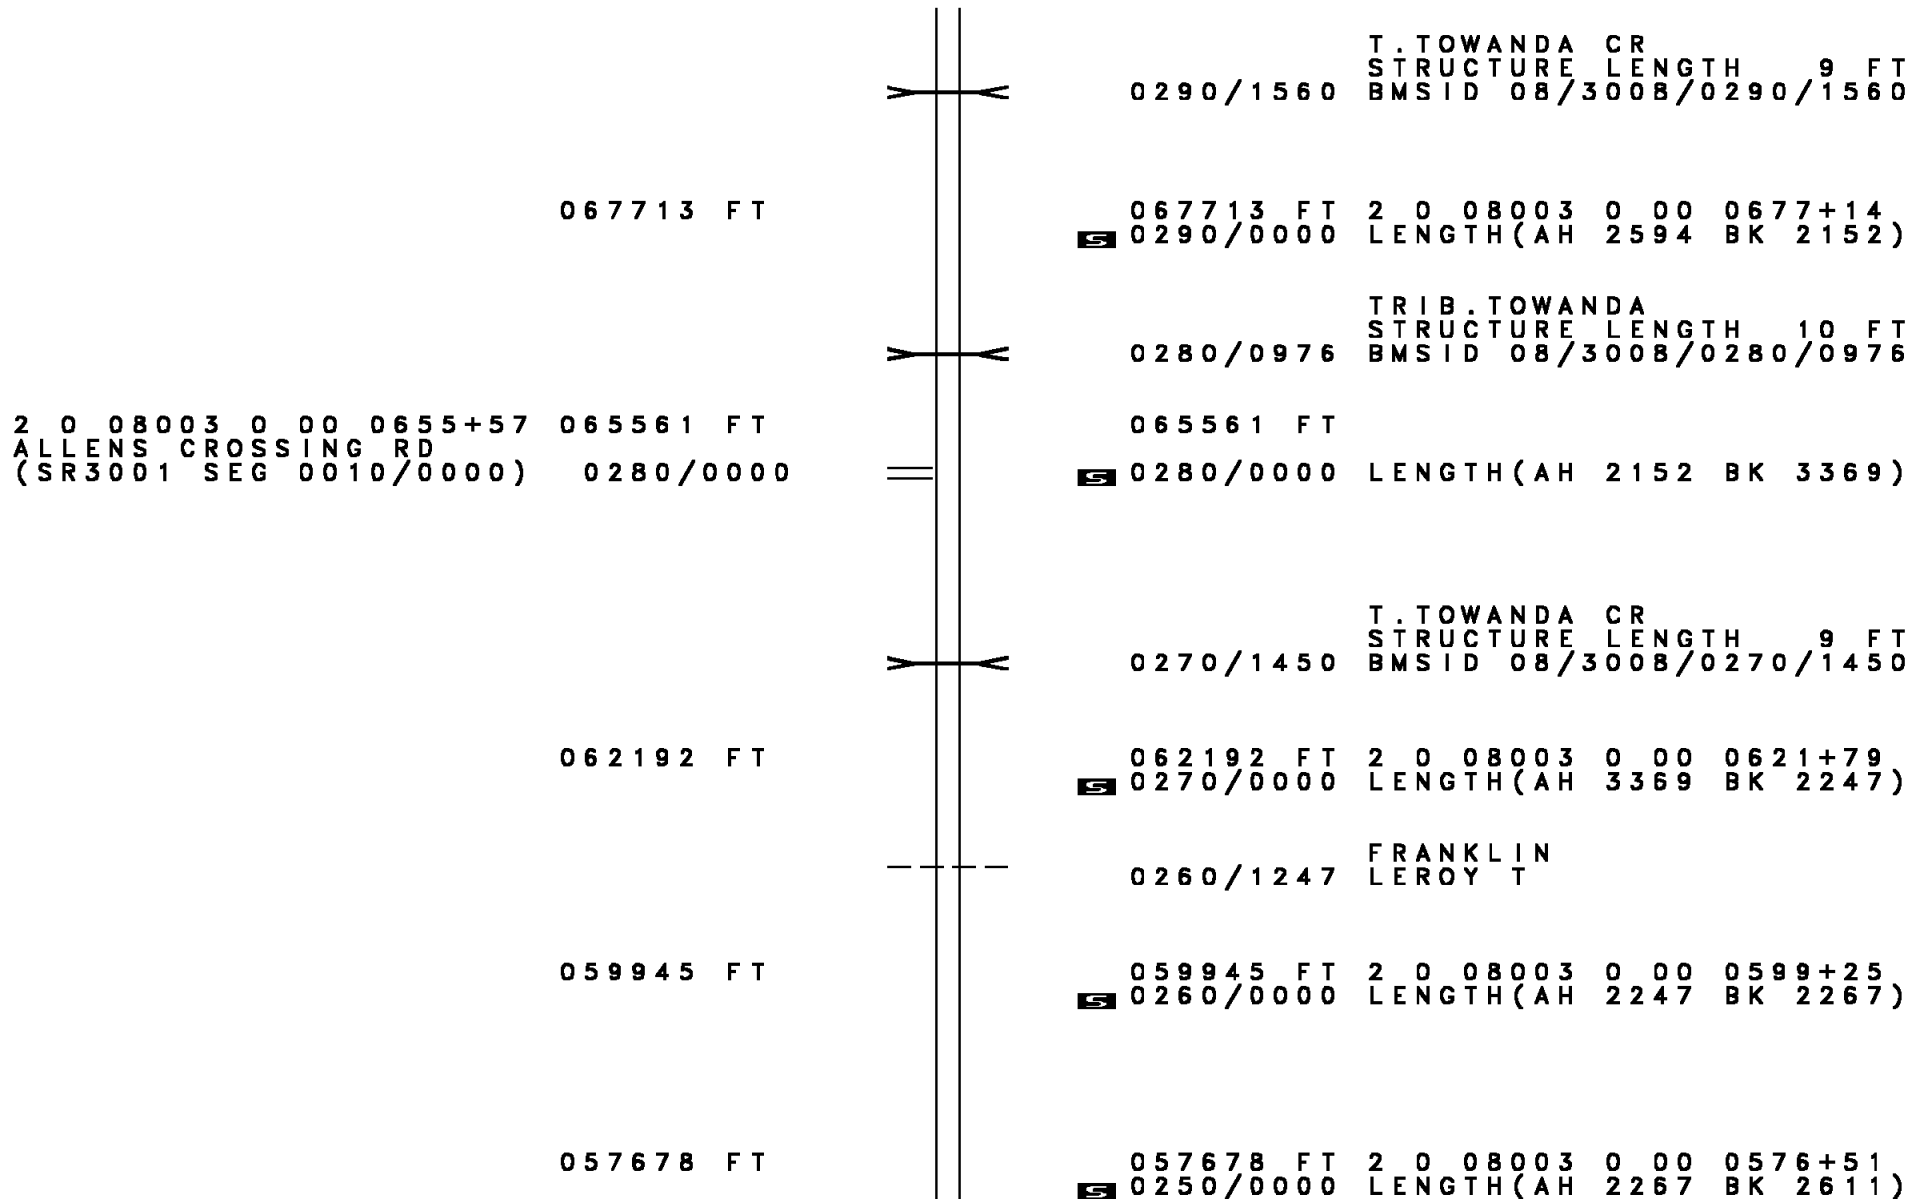 T.TOWANDA CR
STRUCTURE LENGTH 9 FT
0290/1560 BMSID 08/3008/0290/1560
067713 FT 067713 FT 2 0 08003 0 00 0677+14
S 0290/0000 LENGTH(AH 2594 BK 2152)
TRIB.TOWANDA
STRUCTURE LENGTH 10 FT
0280/0976 BMSID 08/3008/0280/0976
2 0 08003 0 00 0655+57 065561 FT 065561 FT
ALLENS CROSSING RD
(SR3001 SEG 0010/0000) 0280/0000 S 0280/0000 LENGTH(AH 2152 BK 3369)
T.TOWANDA CR
STRUCTURE LENGTH 9 FT
0270/1450 BMSID 08/3008/0270/1450
062192 FT 062192 FT 2 0 08003 0 00 0621+79
S 0270/0000 LENGTH(AH 3369 BK 2247)
FRANKLIN
0260/1247 LEROY T
059945 FT 059945 FT 2 0 08003 0 00 0599+25
S 0260/0000 LENGTH(AH 2247 BK 2267)
057678 FT 057678 FT 2 0 08003 0 00 0576+51
S 0250/0000 LENGTH(AH 2267 BK 2611)